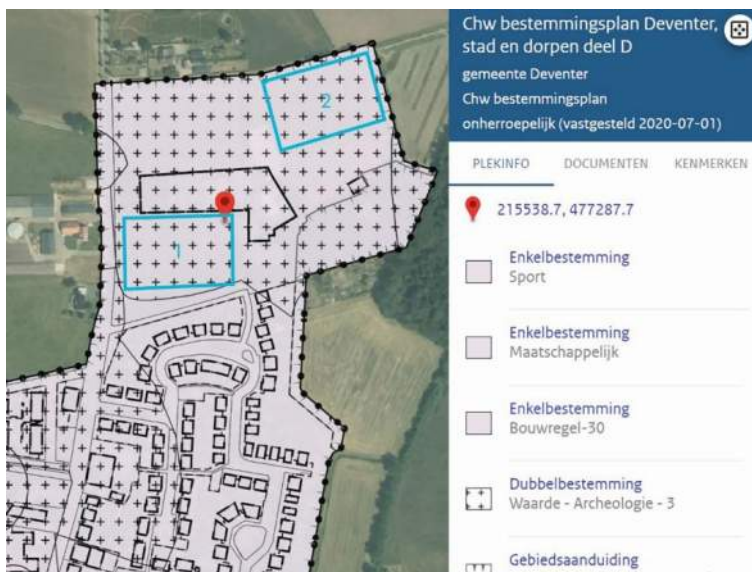 Chw bestemmingsplan Deventer,
stad en dorpen deel D
gemeente Deventer
Chw bestemmingsplan
onherroepelijk (vastgesteld 2020-07-01)
PLEKINFO DOCUMENTEN KENMERKEN
215538.7, 477287.7
Enkelbestemming
Sport
Enkelbestemming
Maatschappelijk
Enkelbestemming
Bouwregel-30
Dubbelbestemming
Waarde - Archeologie - 3
Gebiedsaanduiding
2
1